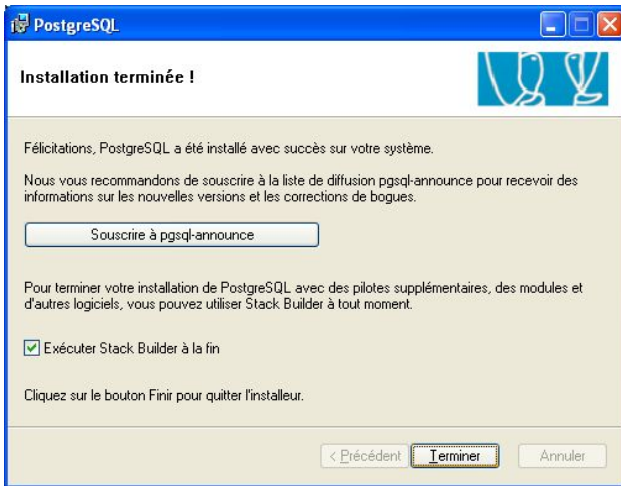 PostgreSQL
Installation terminée !
Félicitations, PostgreSQL a été installé avec succès sur votre système.
Nous vous recommandons de souscrire à la liste de diffusion pgsql-announce pour recevoir des
informations sur les nouvelles versions et les corrections de bogues.
Souscrire à pgsql-announce
Pour terminer votre installation de PostgreSQL avec des pilotes supplémentaires, des modules et
d'autres logiciels, vous pouvez utiliser Stack Builder à tout moment.
Exécuter Stack Builder à la fin
Cliquez sur le bouton Finir pour quitter l'installeur.
< Précédent Terminer Annuler